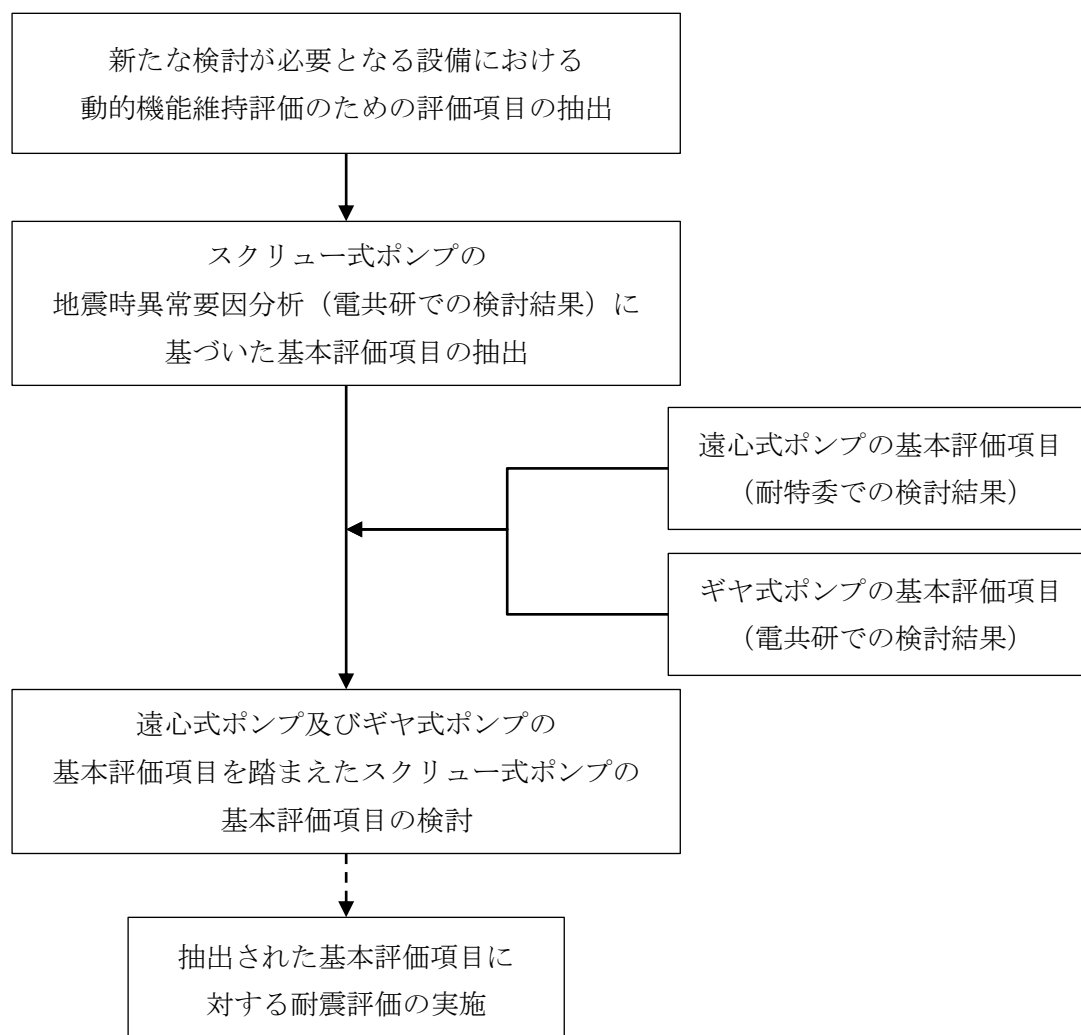 新たな検討が必要となる設備における
動的機能維持評価のための評価項目の抽出
スクリュー式ポンプの
地震時異常要因分析（電共研での検討結果）に
基づいた基本評価項目の抽出
遠心式ポンプの基本評価項目
（耐特委での検討結果）
ギヤ式ポンプの基本評価項目
（電共研での検討結果）
遠心式ポンプ及びギヤ式ポンプの
基本評価項目を踏まえたスクリュー式ポンプの
基本評価項目の検討
抽出された基本評価項目に
対する耐震評価の実施